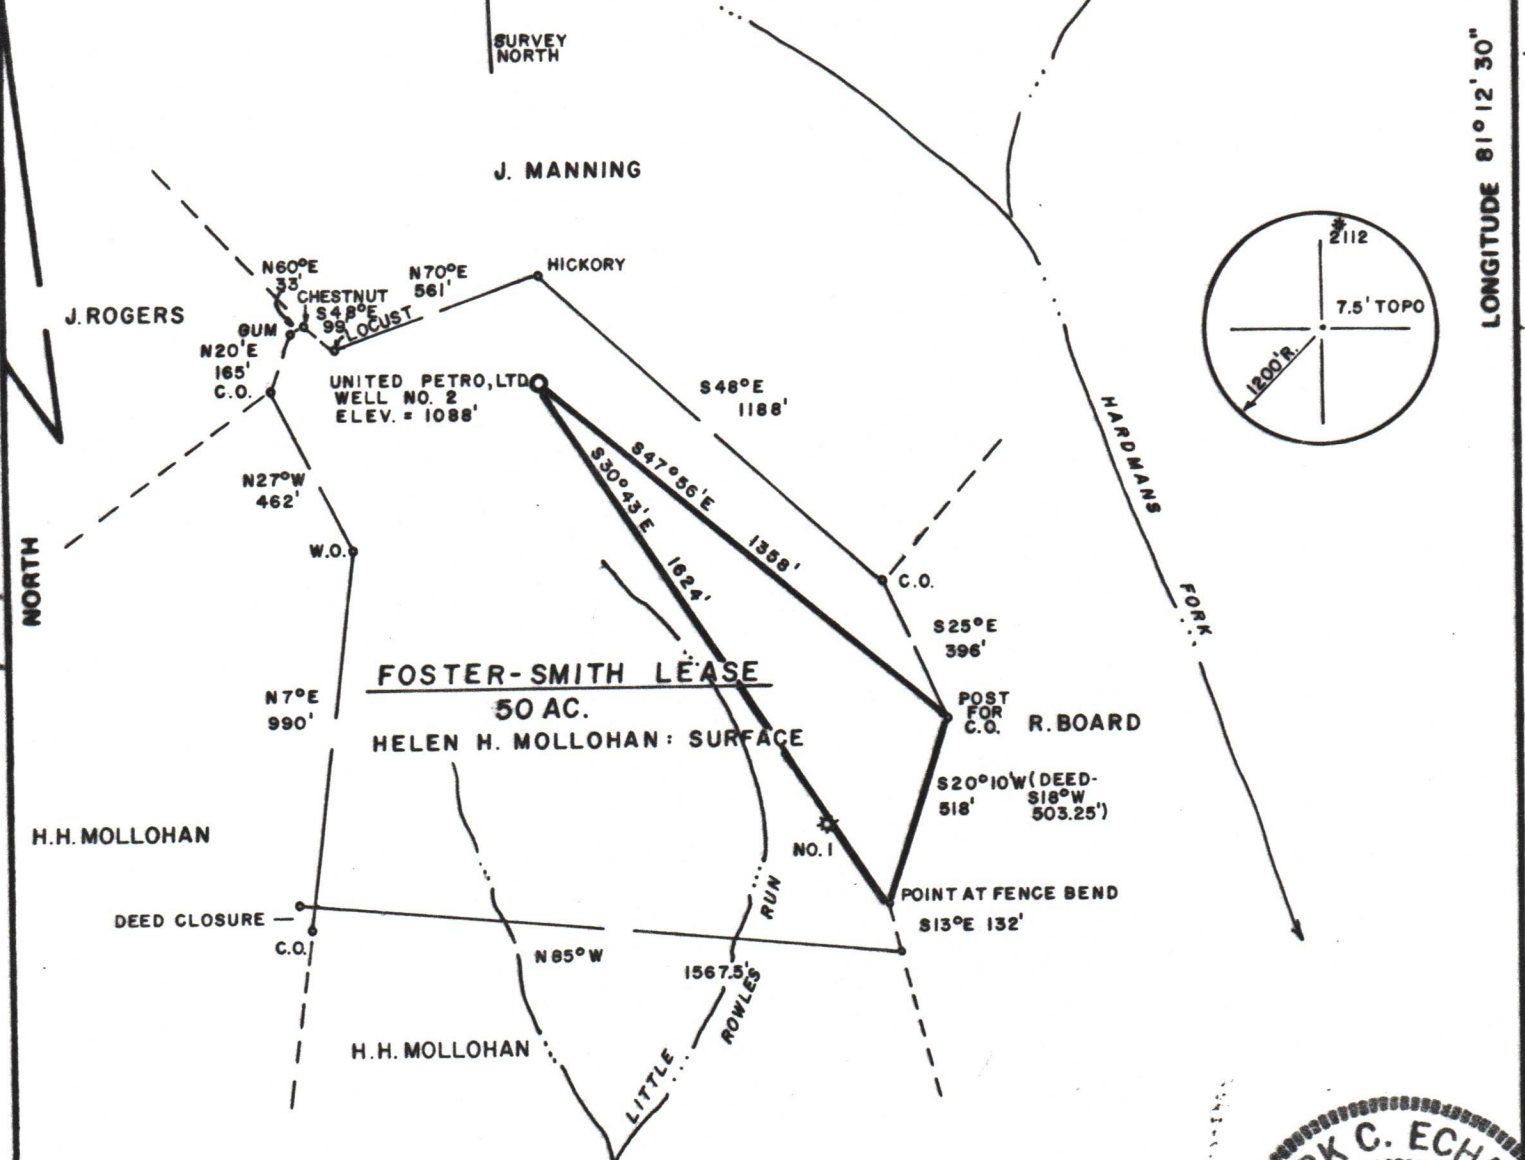 SURVEY
NORTH
LONGITUDE 81° 12' 30"
J. MANNING
2112
7.5' TOPO
1200' R.
N60°E
33'
CHESTNUT
S48°E
99'
LOCUST
N70°E
561'
HICKORY
J. ROGERS
GUM
N20'E
165'
C.O.
UNITED PETRO, LTD
WELL NO. 2
ELEV. = 1088'
S48°E
1188'
HARDMANS
FORK
N27°W
462'
W.O.
S30°43'E
1624'
S47°56'E
1358'
C.O.
S25°E
396'
NORTH
FOSTER-SMITH LEASE
50 AC.
HELEN H. MOLLOHAN: SURFACE
N7°E
990'
POST
FOR
C.O.
R. BOARD
S20°10'W (DEED-
S18°W
518'
503.25')
H.H. MOLLOHAN
NO. 1
POINT AT FENCE BEND
S13°E 132'
DEED CLOSURE
C.O.
N85°W
1567.5'
LITTLE
ROWLES
RUN
H.H. MOLLOHAN
RK C. ECH